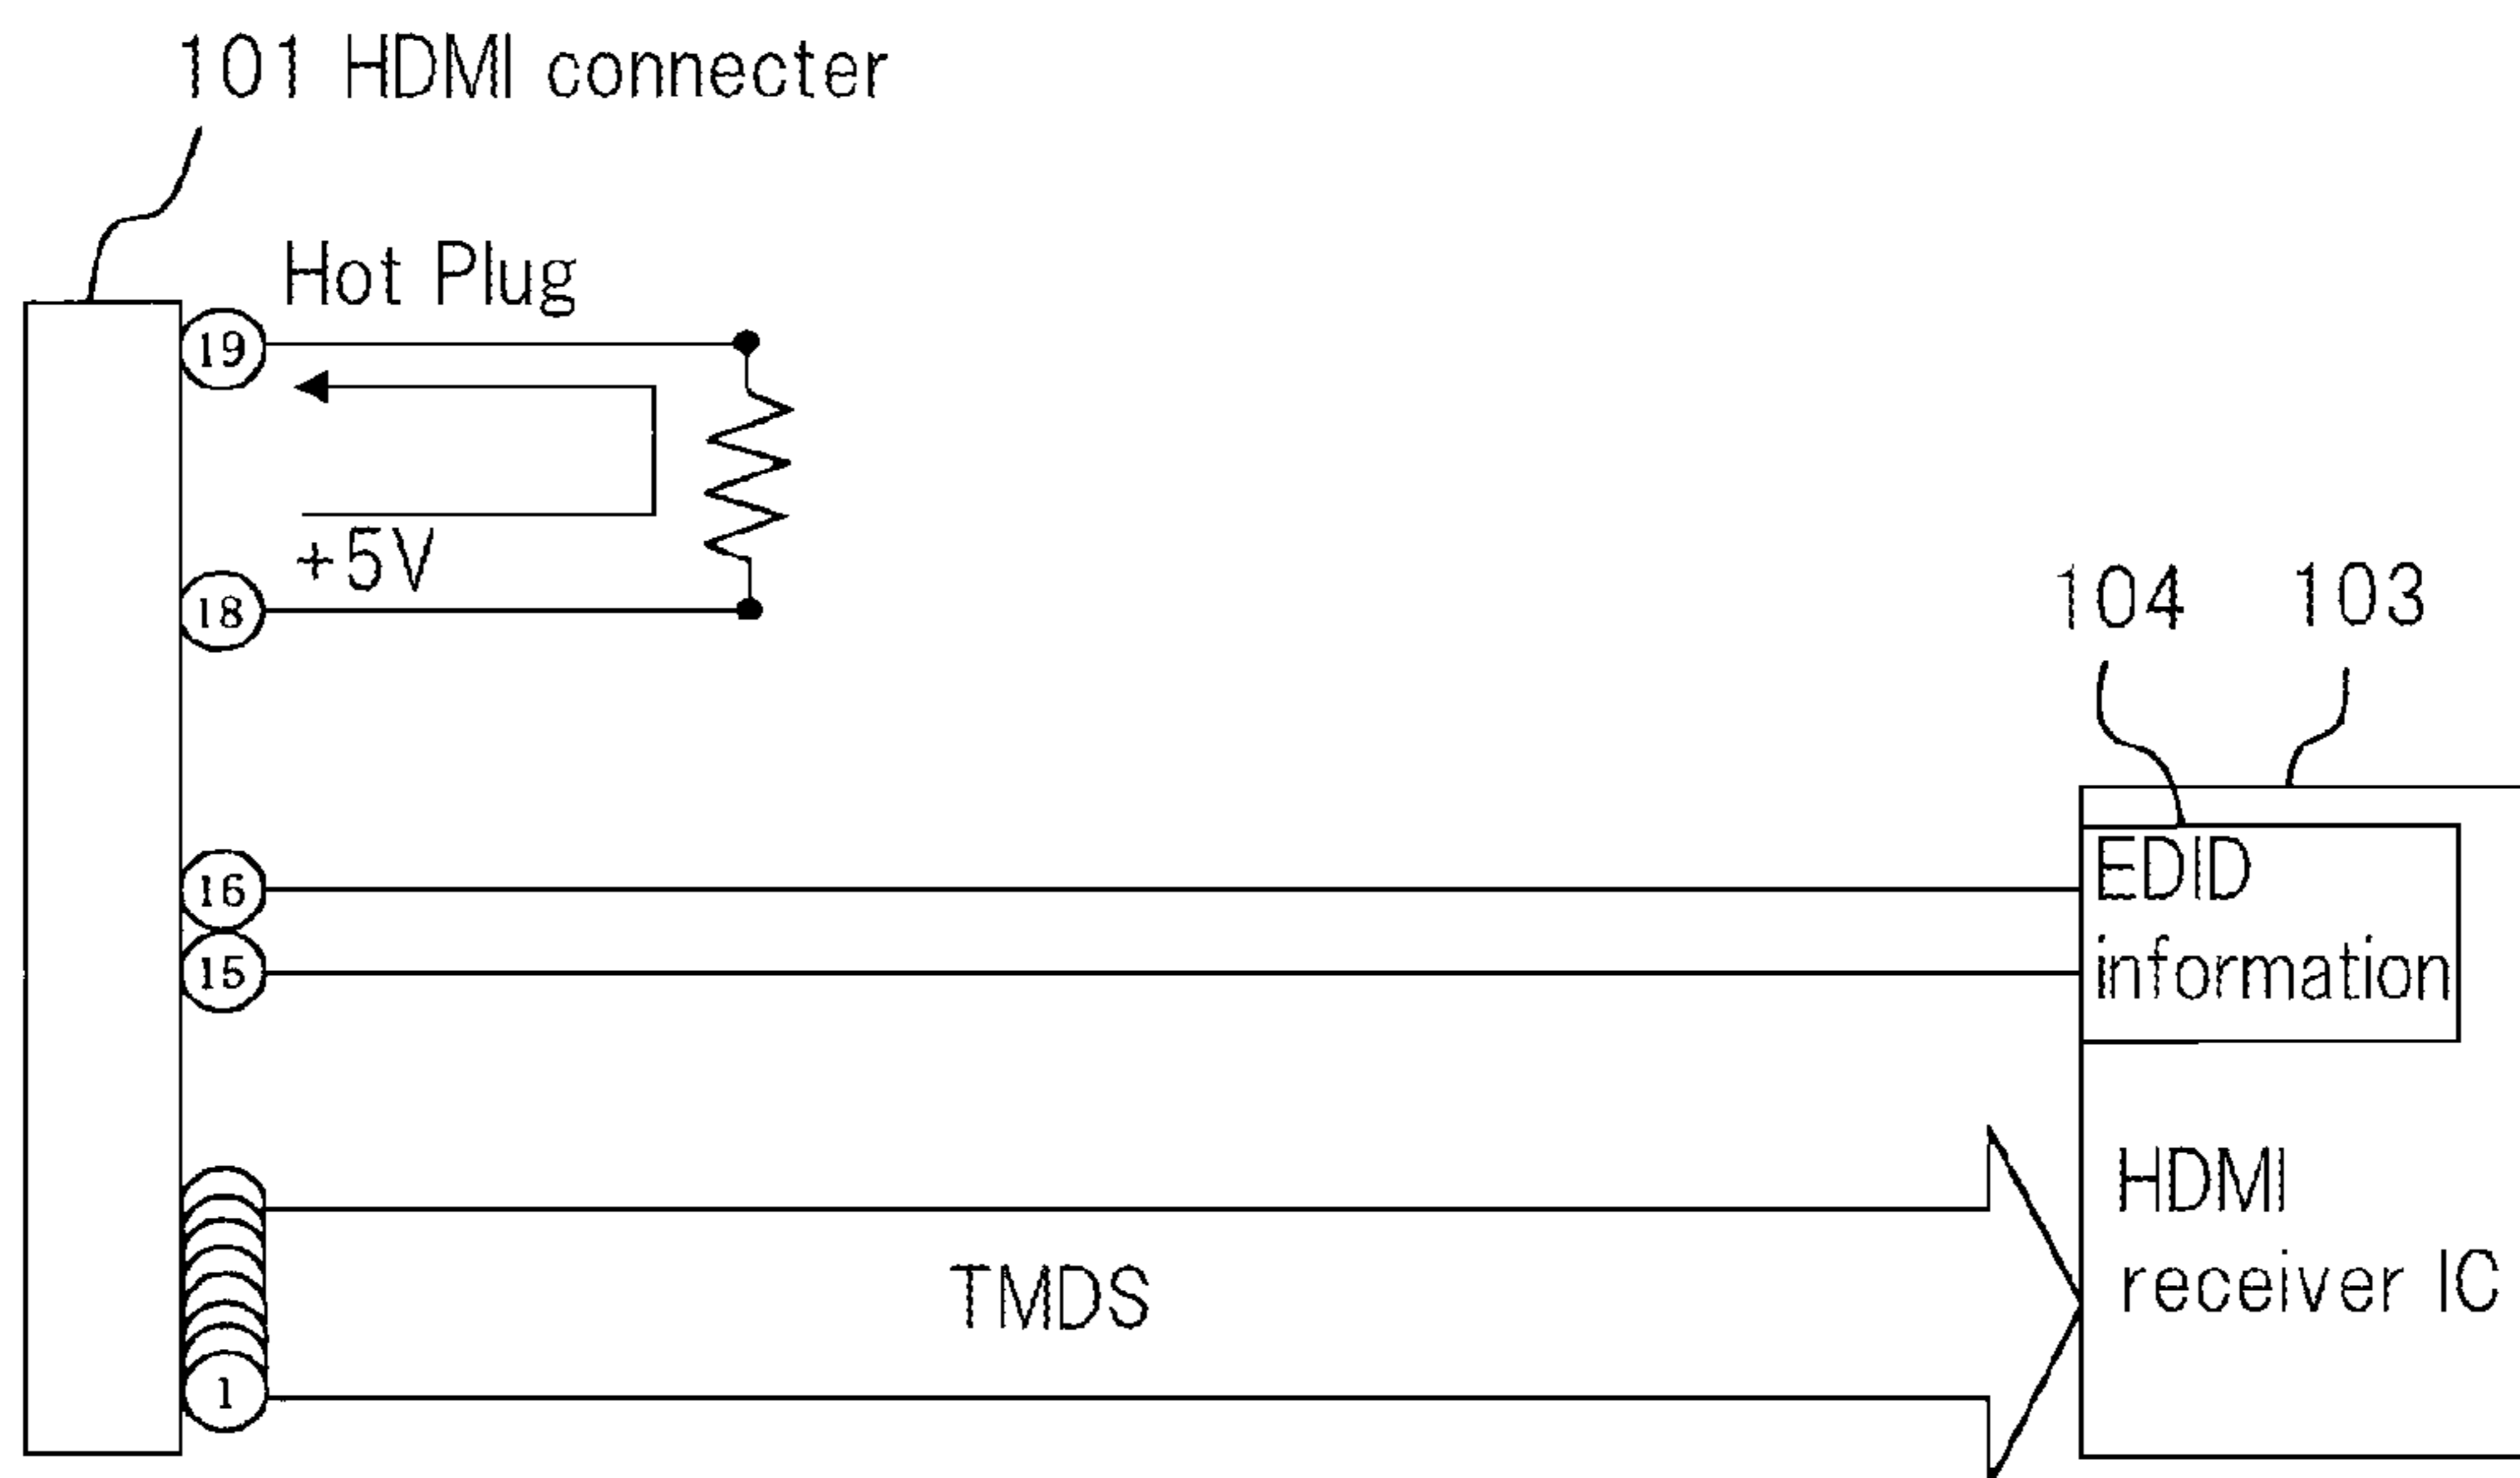 101 HDMI connecter
Hot Plug
19
+5V
18
104 103
16
EDID
15
information
HDMI
receiver IC
TMDS
1